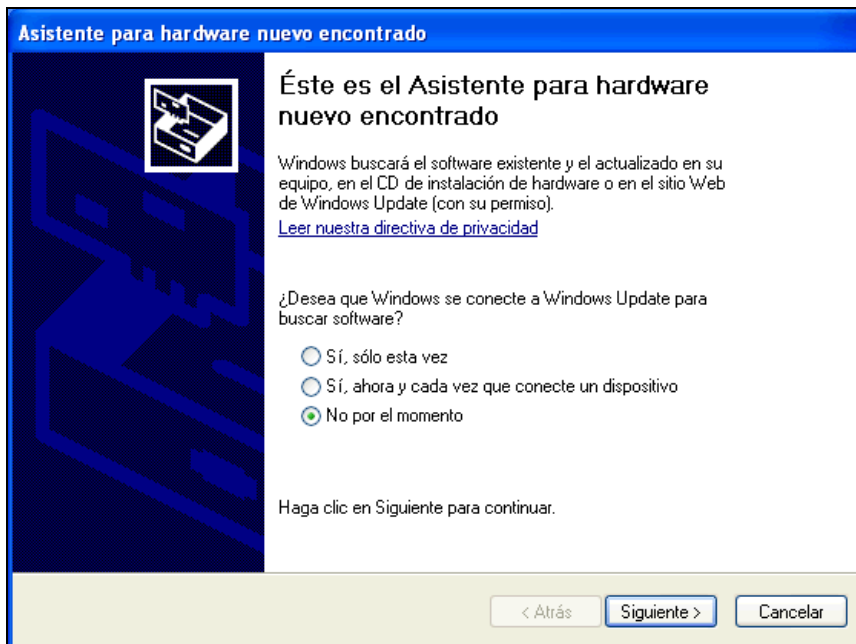 Asistente para hardware nuevo encontrado
Éste es el Asistente para hardware
nuevo encontrado
Windows buscará el software existente y el actualizado en su
equipo, en el CD de instalación de hardware o en el sitio Web
de Windows Update (con su permiso).
Leer nuestra directiva de privacidad
¿Desea que Windows se conecte a Windows Update para
buscar software?
Sí, sólo esta vez
Sí, ahora y cada vez que conecte un dispositivo
No por el momento
Haga clic en Siguiente para continuar.
< Atrás
Siguiente >
Cancelar